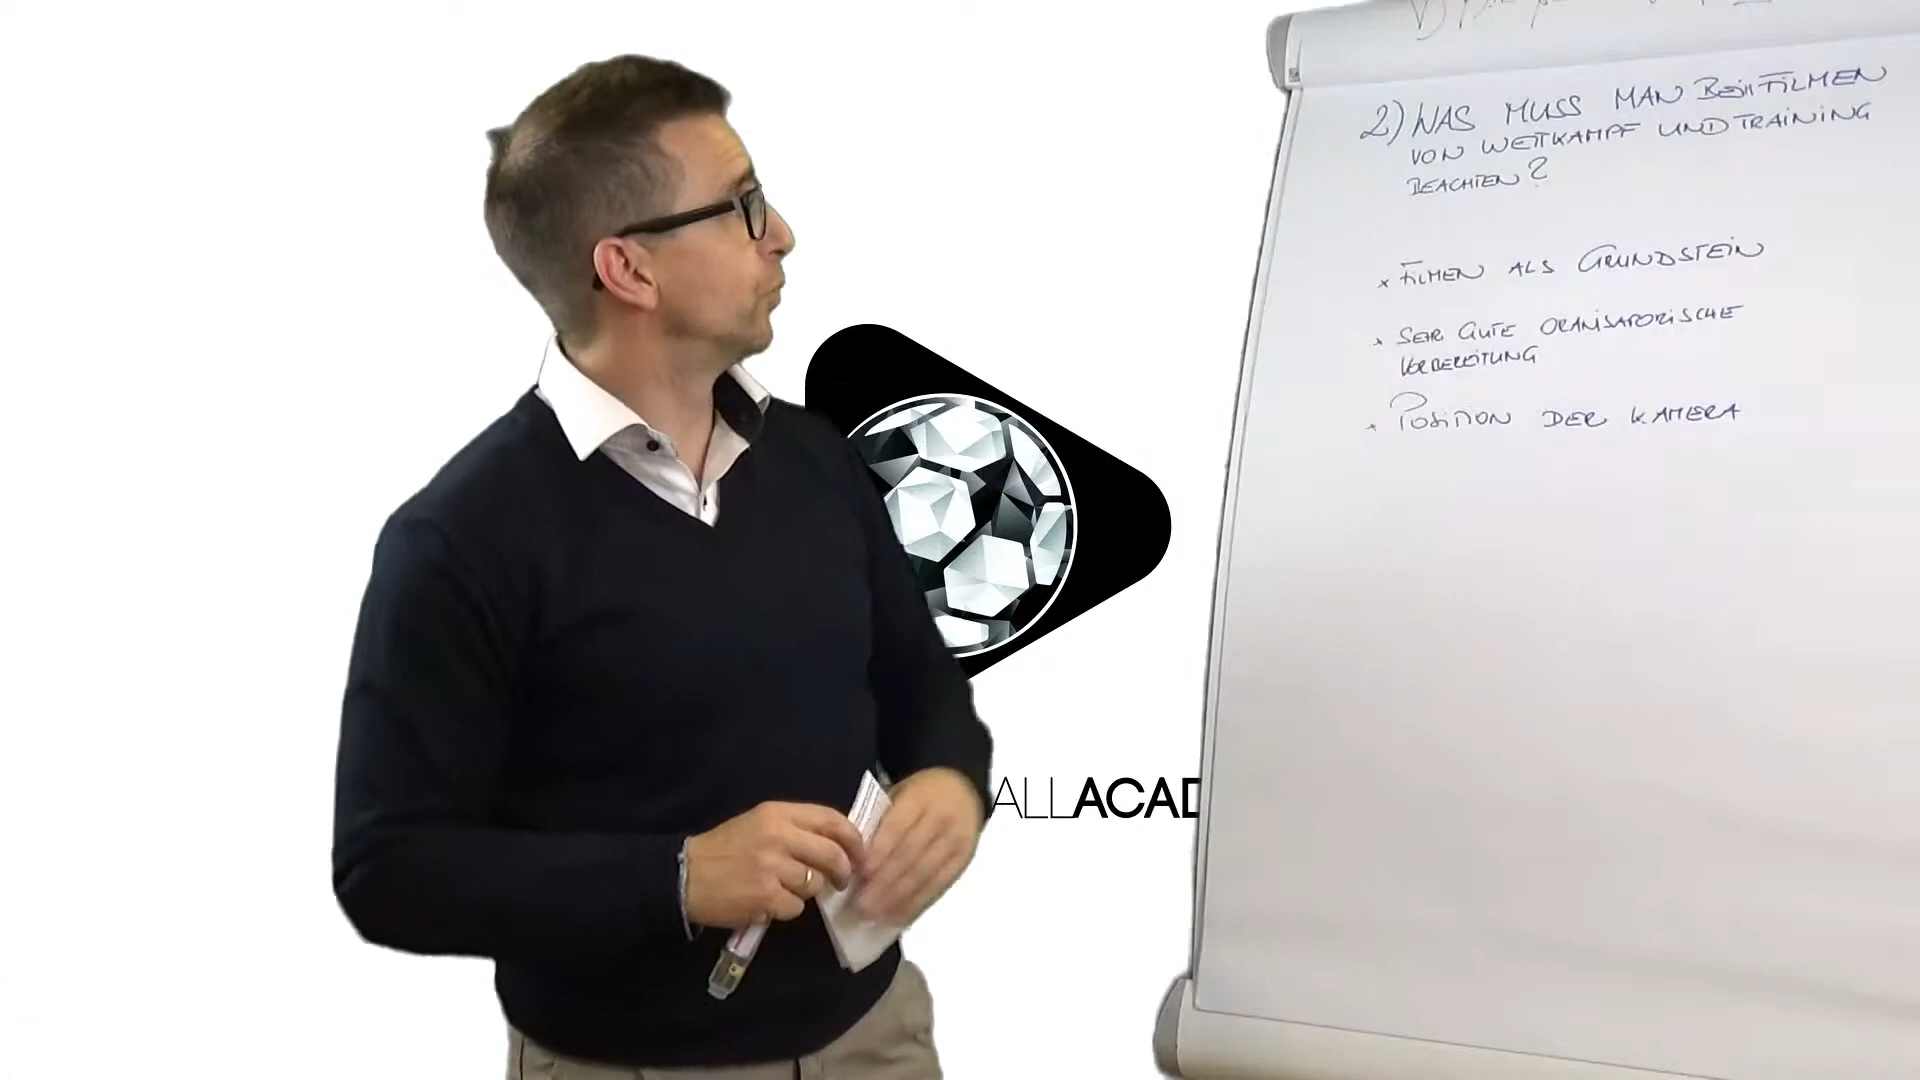 2) WAS MUSS MAN BEIM FILMEN
VON WETTKAMPF UND TRAINING
BEACHTEN?
x FILMEN ALS GRUNDSTEIN
x SEHR GUTE ORANISATORISCHE
VORBEREITUNG
x POSITION DER KAMERA
ALLACAD